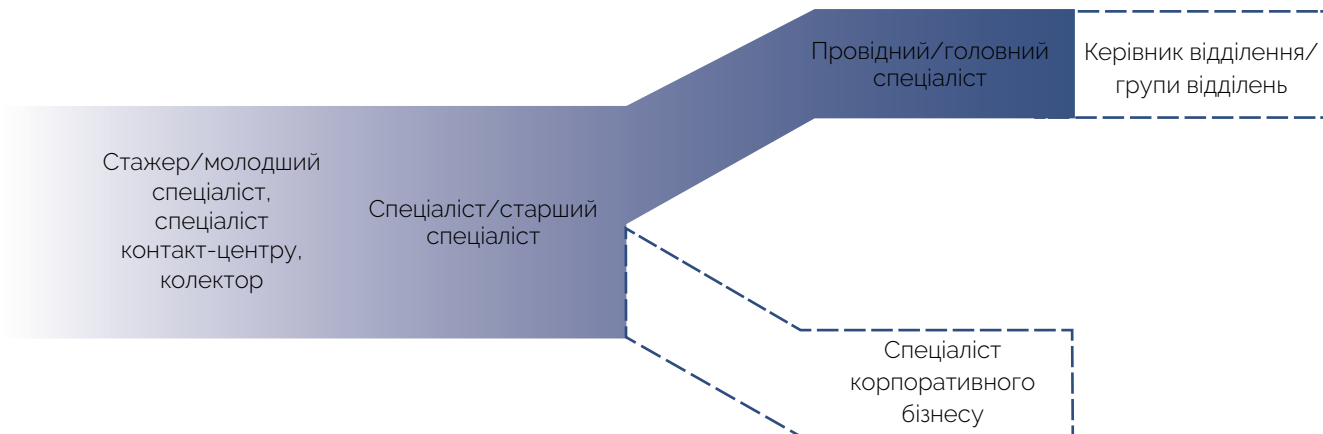 Стажер/молодший
спеціаліст,
спеціаліст
контакт-центру,
колектор
Спеціаліст/старший
спеціаліст
Провідний/головний
спеціаліст
Керівник відділення/
групи відділень
Спеціаліст
корпоративного
бізнесу